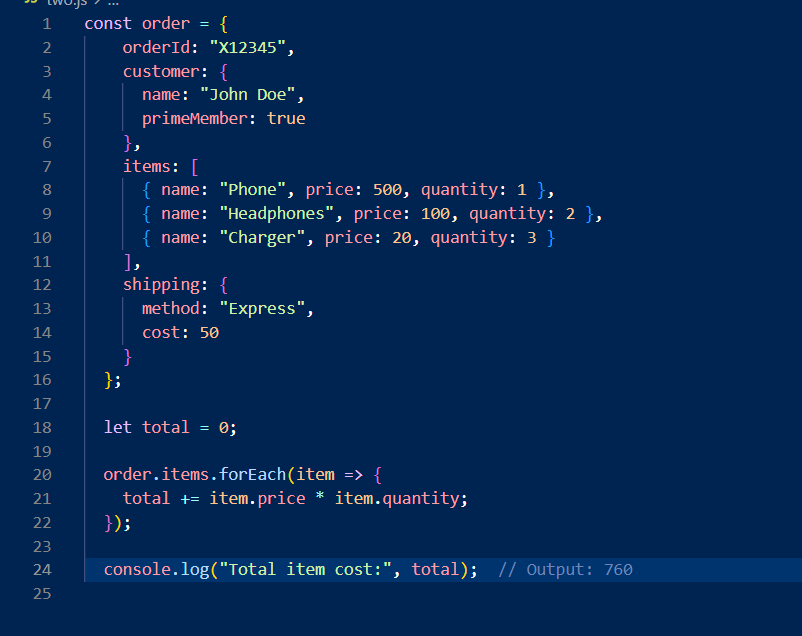 two.js > ...
1 const order = {
2 orderId: "X12345",
3 customer: {
4 name: "John Doe",
5 primeMember: true
6 },
7 items: [
8 { name: "Phone", price: 500, quantity: 1 },
9 { name: "Headphones", price: 100, quantity: 2 },
10 { name: "Charger", price: 20, quantity: 3 }
11 ],
12 shipping: {
13 method: "Express",
14 cost: 50
15 }
16 };
17
18 let total = 0;
19
20 order.items.forEach(item => {
21 total += item.price * item.quantity;
22 });
23
24 console.log("Total item cost:", total); // Output: 760
25